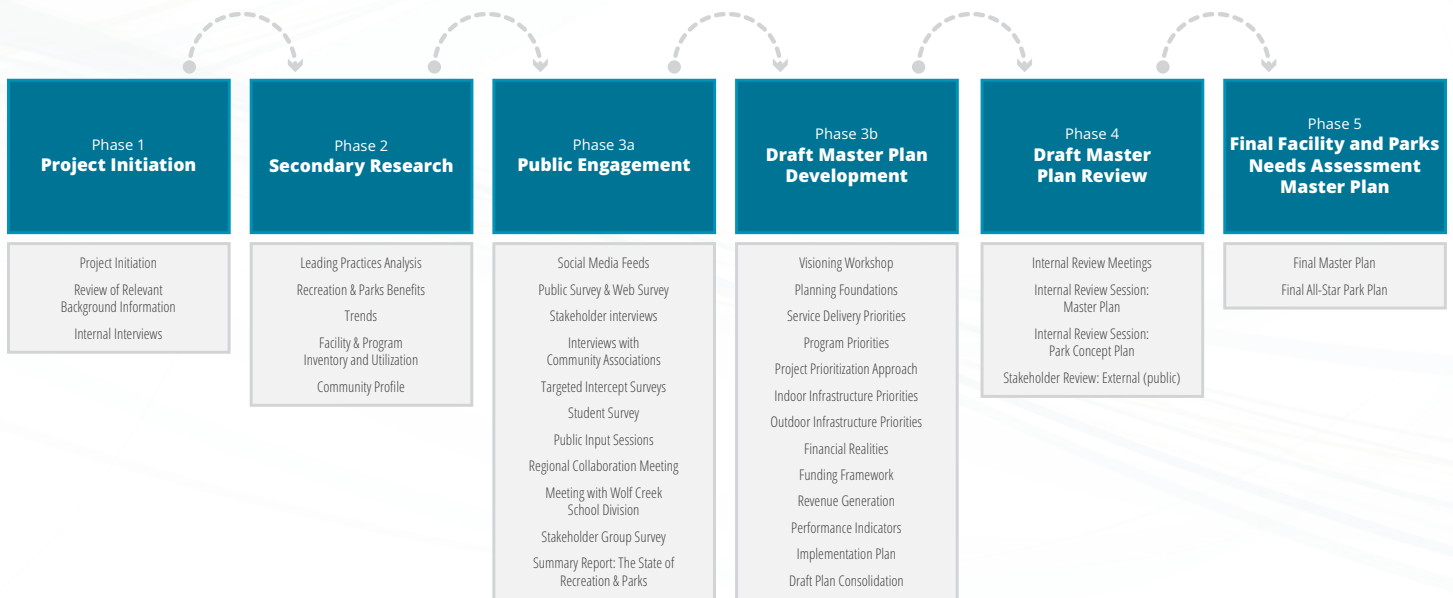 Phase 1
Project Initiation
Project Initiation
Review of Relevant
Background Information
Internal Interviews
Phase 2
Secondary Research
Leading Practices Analysis
Recreation & Parks Benefits
Trends
Facility & Program
Inventory and Utilization
Community Profile
Phase 3a
Public Engagement
Social Media Feeds
Public Survey & Web Survey
Stakeholder interviews
Interviews with
Community Associations
Targeted Intercept Surveys
Student Survey
Public Input Sessions
Regional Collaboration Meeting
Meeting with Wolf Creek
School Division
Stakeholder Group Survey
Summary Report: The State of
Recreation & Parks
Phase 3b
Draft Master Plan
Development
Visioning Workshop
Planning Foundations
Service Delivery Priorities
Program Priorities
Project Prioritization Approach
Indoor Infrastructure Priorities
Outdoor Infrastructure Priorities
Financial Realities
Funding Framework
Revenue Generation
Performance Indicators
Implementation Plan
Draft Plan Consolidation
Phase 4
Draft Master
Plan Review
Internal Review Meetings
Internal Review Session:
Master Plan
Internal Review Session:
Park Concept Plan
Stakeholder Review: External (public)
Phase 5
Final Facility and Parks
Needs Assessment
Master Plan
Final Master Plan
Final All-Star Park Plan